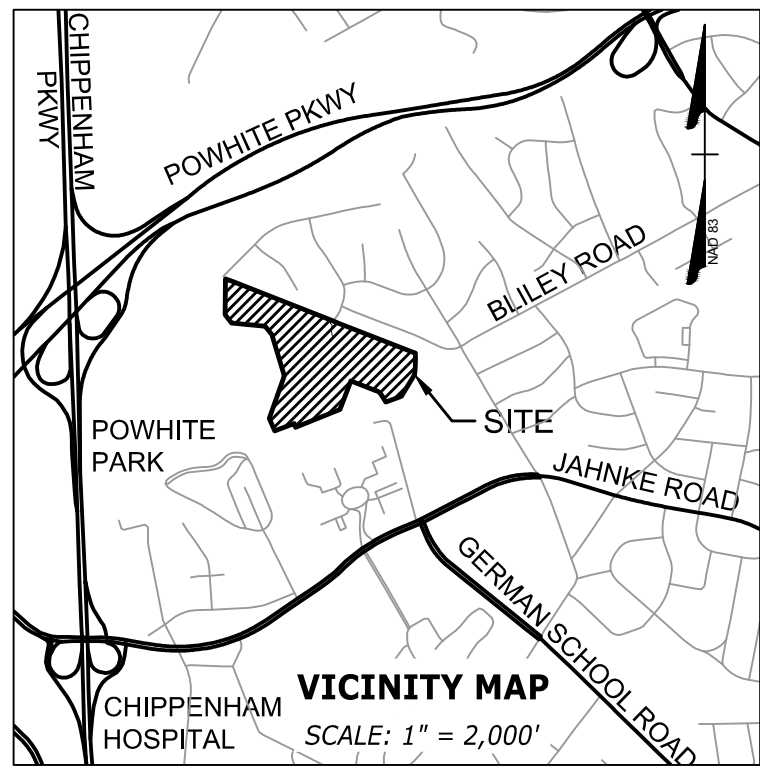 CHIPPENHAM
PKWY
POWHITE PKWY
NAD 83
BLILEY ROAD
SITE
POWHITE
PARK
JAHNKE ROAD
GERMAN SCHOOL ROAD
VICINITY MAP
CHIPPENHAM
HOSPITAL
SCALE: 1" = 2,000'